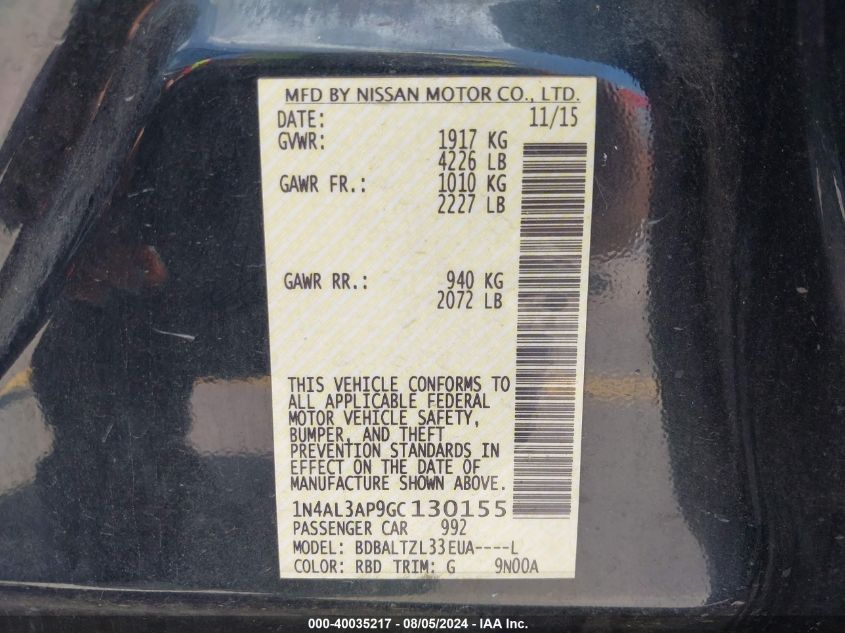 MFD BY NISSAN MOTOR CO., LTD.
DATE: 11/15
GVWR: 1917 KG
4226 LB
GAWR FR.: 1010 KG
2227 LB
GAWR RR.: 940 KG
2072 LB
THIS VEHICLE CONFORMS TO
ALL APPLICABLE FEDERAL
MOTOR VEHICLE SAFETY,
BUMPER, AND THEFT
PREVENTION STANDARDS IN
EFFECT ON THE DATE OF
MANUFACTURE SHOWN ABOVE.
1N4AL3AP9GC130155
PASSENGER CAR 992
MODEL: BDBALTZL33EUA----L
COLOR: RBD TRIM: G 9N00A
000-40035217 - 08/05/2024 - IAA Inc.